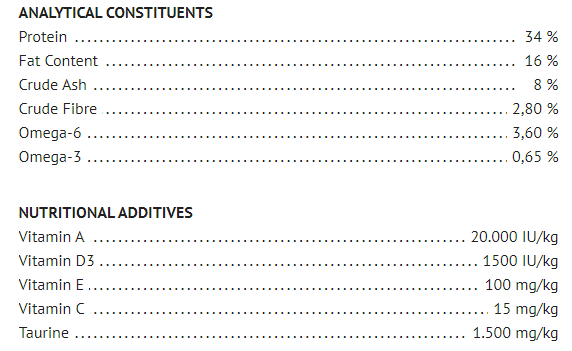 ANALYTICAL CONSTITUENTS
Protein ........................................................................................ 34 %
Fat Content ................................................................................ 16 %
Crude Ash .................................................................................... 8 %
Crude Fibre ................................................................................ 2,80 %
Omega-6 .................................................................................... 3,60 %
Omega-3 .................................................................................... 0,65 %
NUTRITIONAL ADDITIVES
Vitamin A ........................................................................... 20.000 IU/kg
Vitamin D3 ......................................................................... 1500 IU/kg
Vitamin E ............................................................................ 100 mg/kg
Vitamin C ............................................................................. 15 mg/kg
Taurine .............................................................................. 1.500 mg/kg